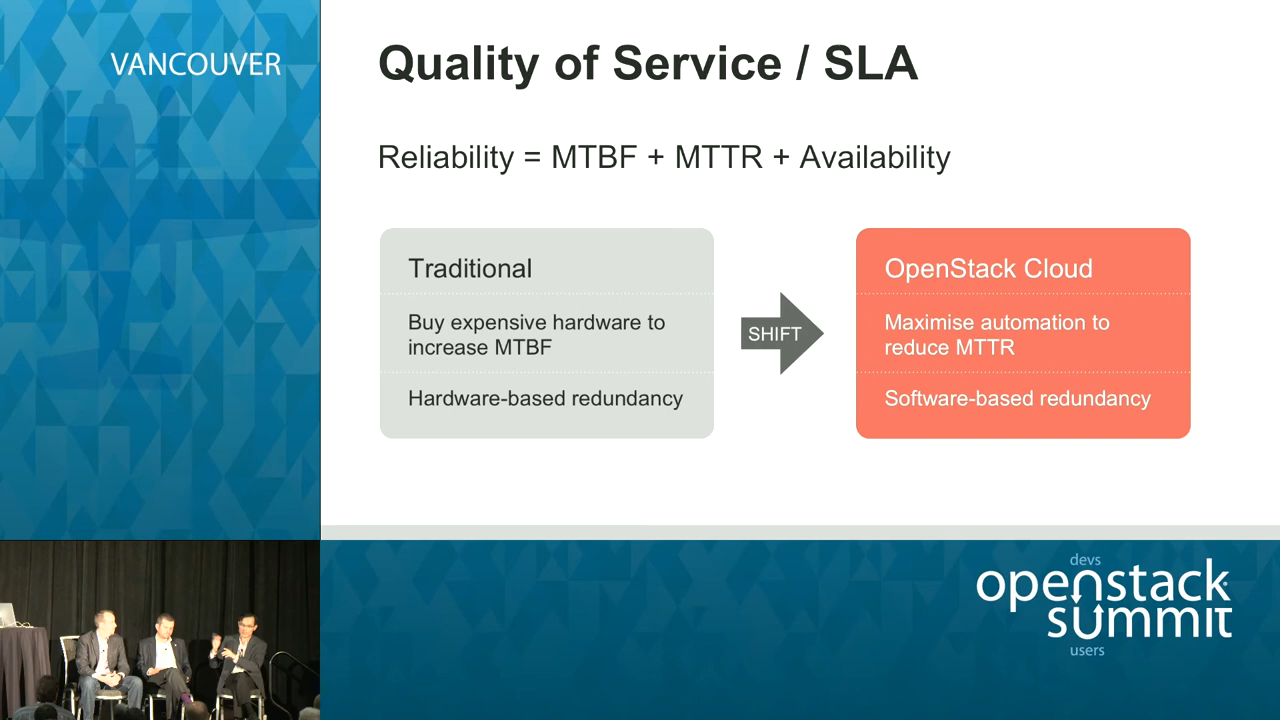 VANCOUVER
Quality of Service / SLA
Reliability = MTBF + MTTR + Availability
Traditional
Buy expensive hardware to
increase MTBF
Hardware-based redundancy
SHIFT
OpenStack Cloud
Maximise automation to
reduce MTTR
Software-based redundancy
devs
openstack
summit
users